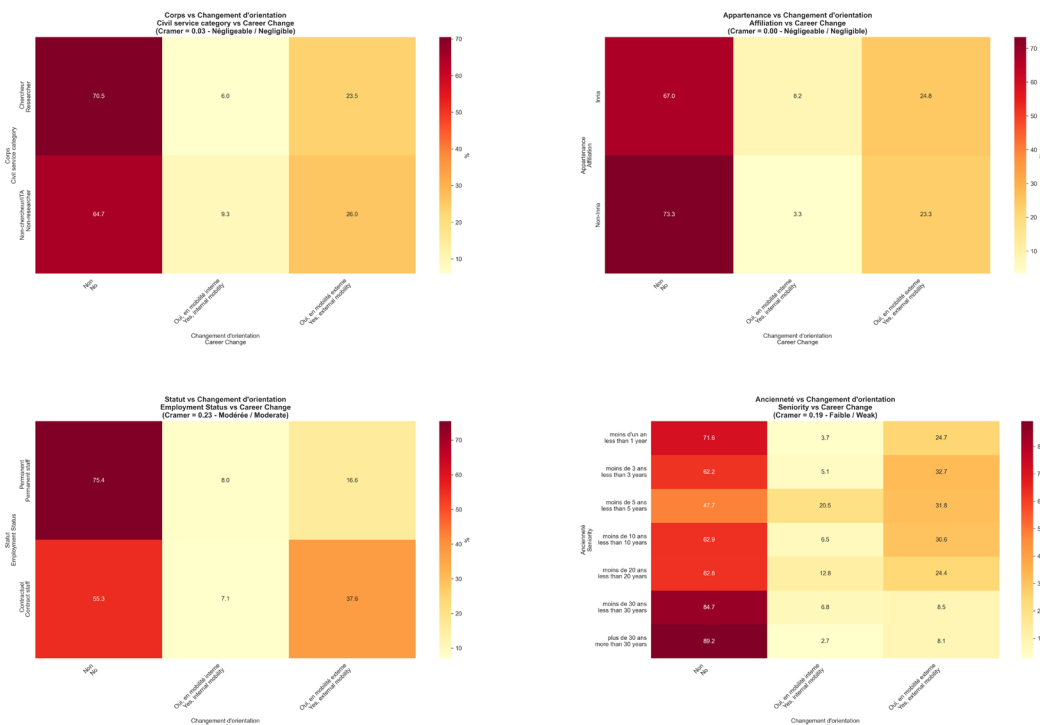 Corps vs Changement d'orientation
Civil service category vs Career Change
(Cramer = 0.03 - Négligeable / Negligible)
Chercheur
Researcher
70.5
6.0
23.5
Corps
Civil service category
Non-chercheur/ITA
Non-researcher
64.7
9.3
26.0
70
60
50
40
30
20
10
%
Non
No
Oui, en mobilité interne
Yes, internal mobility
Oui, en mobilité externe
Yes, external mobility
Changement d'orientation
Career Change
Appartenance vs Changement d'orientation
Affiliation vs Career Change
(Cramer = 0.00 - Négligeable / Negligible)
Inria
67.0
8.2
24.8
Appartenance
Affiliation
Non-Inria
73.3
3.3
23.3
70
60
50
40
30
20
10
Non
No
Oui, en mobilité interne
Yes, internal mobility
Oui, en mobilité externe
Yes, external mobility
Changement d'orientation
Career Change
Statut vs Changement d'orientation
Employment Status vs Career Change
(Cramer = 0.23 - Modérée / Moderate)
Permanent
Permanent staff
75.4
8.0
16.6
Statut
Employment Status
Contractuel
Contract staff
55.3
7.1
37.6
70
60
50
40
30
20
10
%
Non
No
Oui, en mobilité interne
Yes, internal mobility
Oui, en mobilité externe
Yes, external mobility
Changement d'orientation
Ancienneté vs Changement d'orientation
Seniority vs Career Change
(Cramer = 0.19 - Faible / Weak)
moins d'un an
less than 1 year
71.6
3.7
24.7
moins de 3 ans
less than 3 years
62.2
5.1
32.7
moins de 5 ans
less than 5 years
47.7
20.5
31.8
Ancienneté
Seniority
moins de 10 ans
less than 10 years
62.9
6.5
30.6
moins de 20 ans
less than 20 years
62.8
12.8
24.4
moins de 30 ans
less than 30 years
84.7
6.8
8.5
plus de 30 ans
more than 30 years
89.2
2.7
8.1
Non
No
Oui, en mobilité interne
Yes, internal mobility
Oui, en mobilité externe
Yes, external mobility
Changement d'orientation